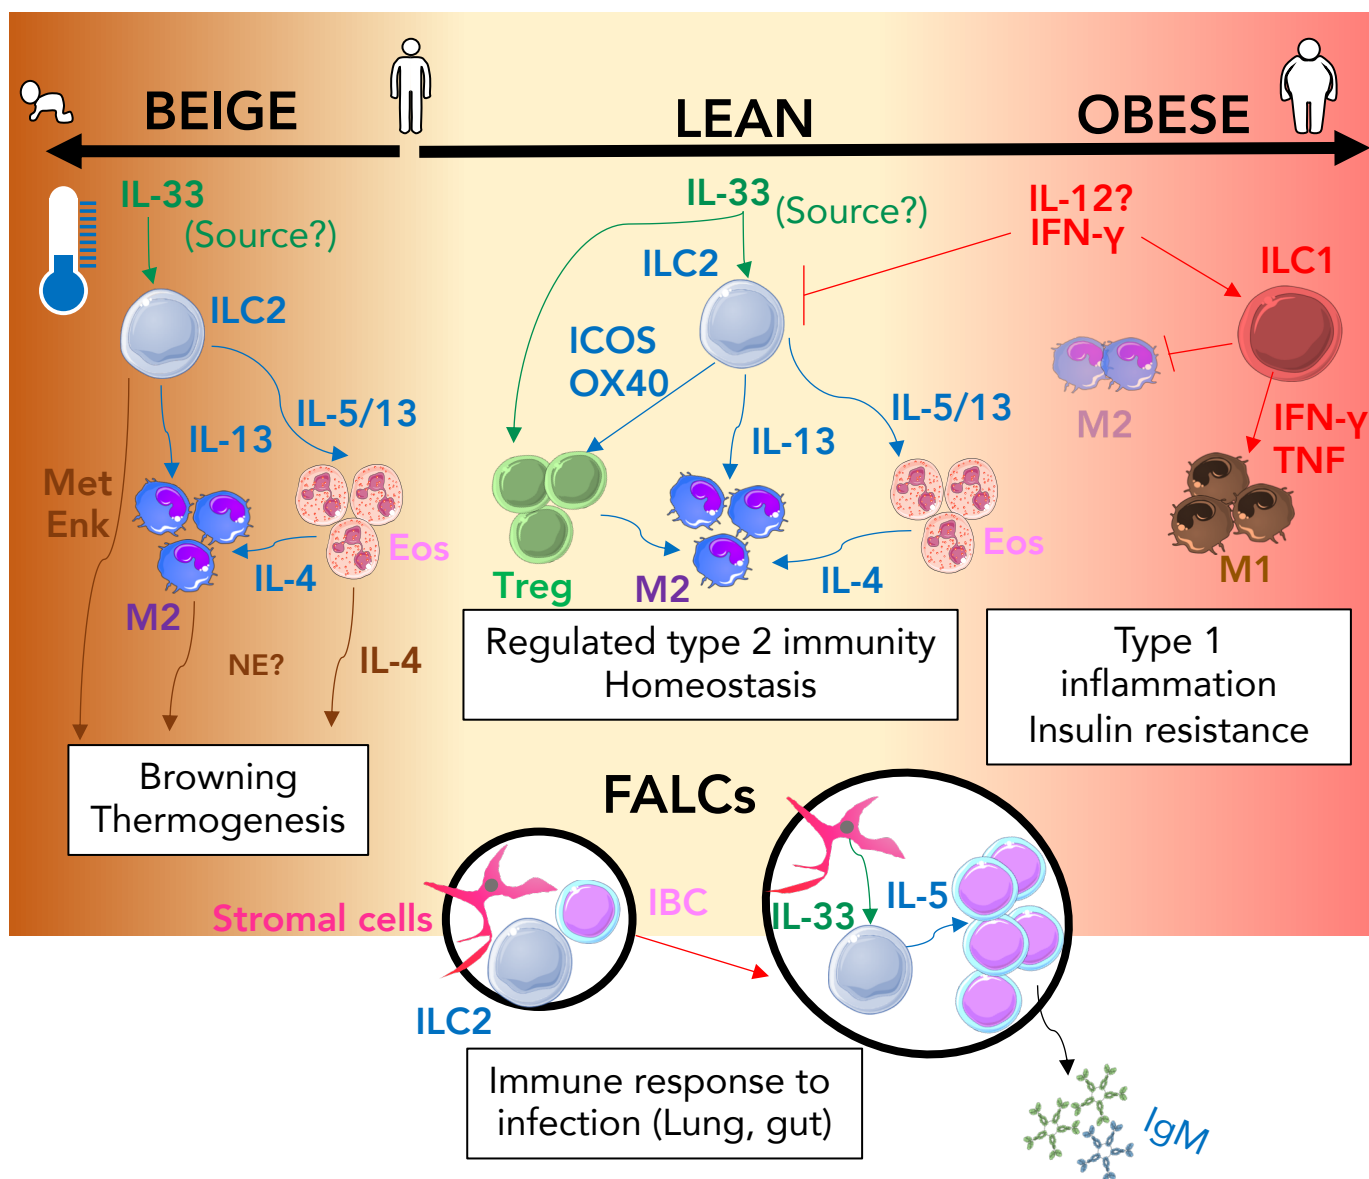 BEIGE
LEAN
OBESE
IL-33
(Source?)
ILC2
IL-5/13
IL-13
Met
Enk
Eos
IL-4
M2
NE?
IL-4
Browning
Thermogenesis
IL-33
(Source?)
ILC2
ICOS
OX40
IL-5/13
IL-13
Eos
IL-4
Treg
M2
Regulated type 2 immunity
Homeostasis
IL-12?
IFN-γ
ILC1
M2
IFN-γ
TNF
M1
Type 1
inflammation
Insulin resistance
FALCs
Stromal cells
IBC
ILC2
IL-33
IL-5
Immune response to
infection (Lung, gut)
IgM